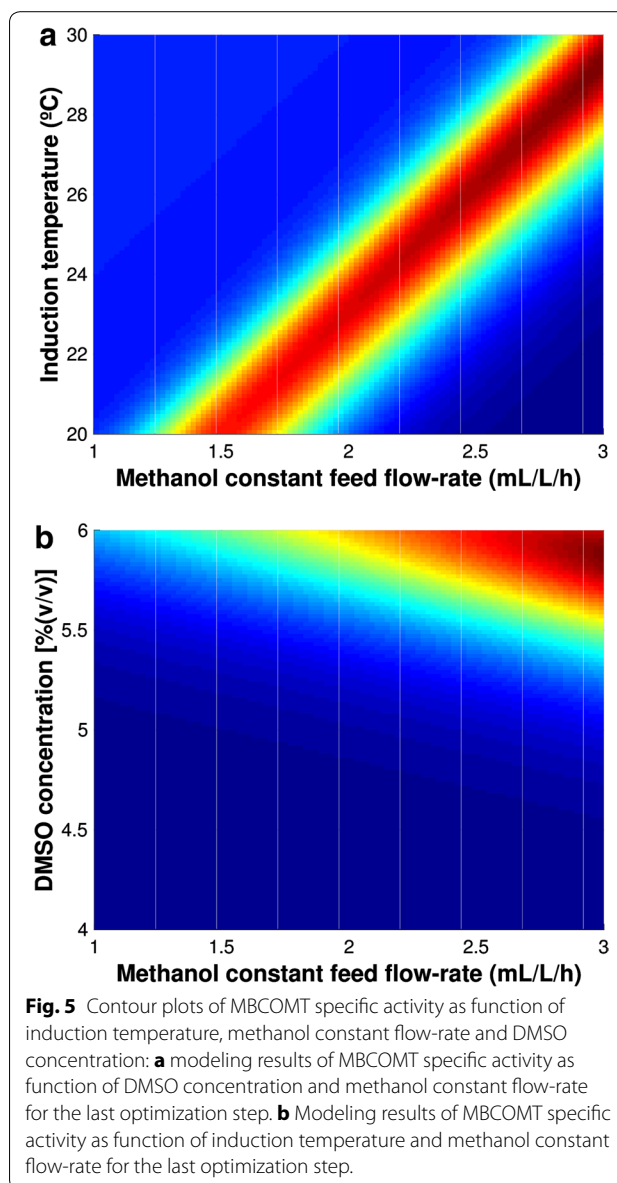 a
30
28
26
24
22
20
Induction temperature (ºC)
1 1.5 2 2.5 3
Methanol constant feed flow-rate (mL/L/h)
b
6
5.5
5
4.5
4
DMSO concentration [%(v/v)]
1 1.5 2 2.5 3
Methanol constant feed flow-rate (mL/L/h)
Fig. 5 Contour plots of MBCOMT specific activity as function of
induction temperature, methanol constant flow-rate and DMSO
concentration: a modeling results of MBCOMT specific activity as
function of DMSO concentration and methanol constant flow-rate
for the last optimization step. b Modeling results of MBCOMT specific
activity as function of induction temperature and methanol constant
flow-rate for the last optimization step.